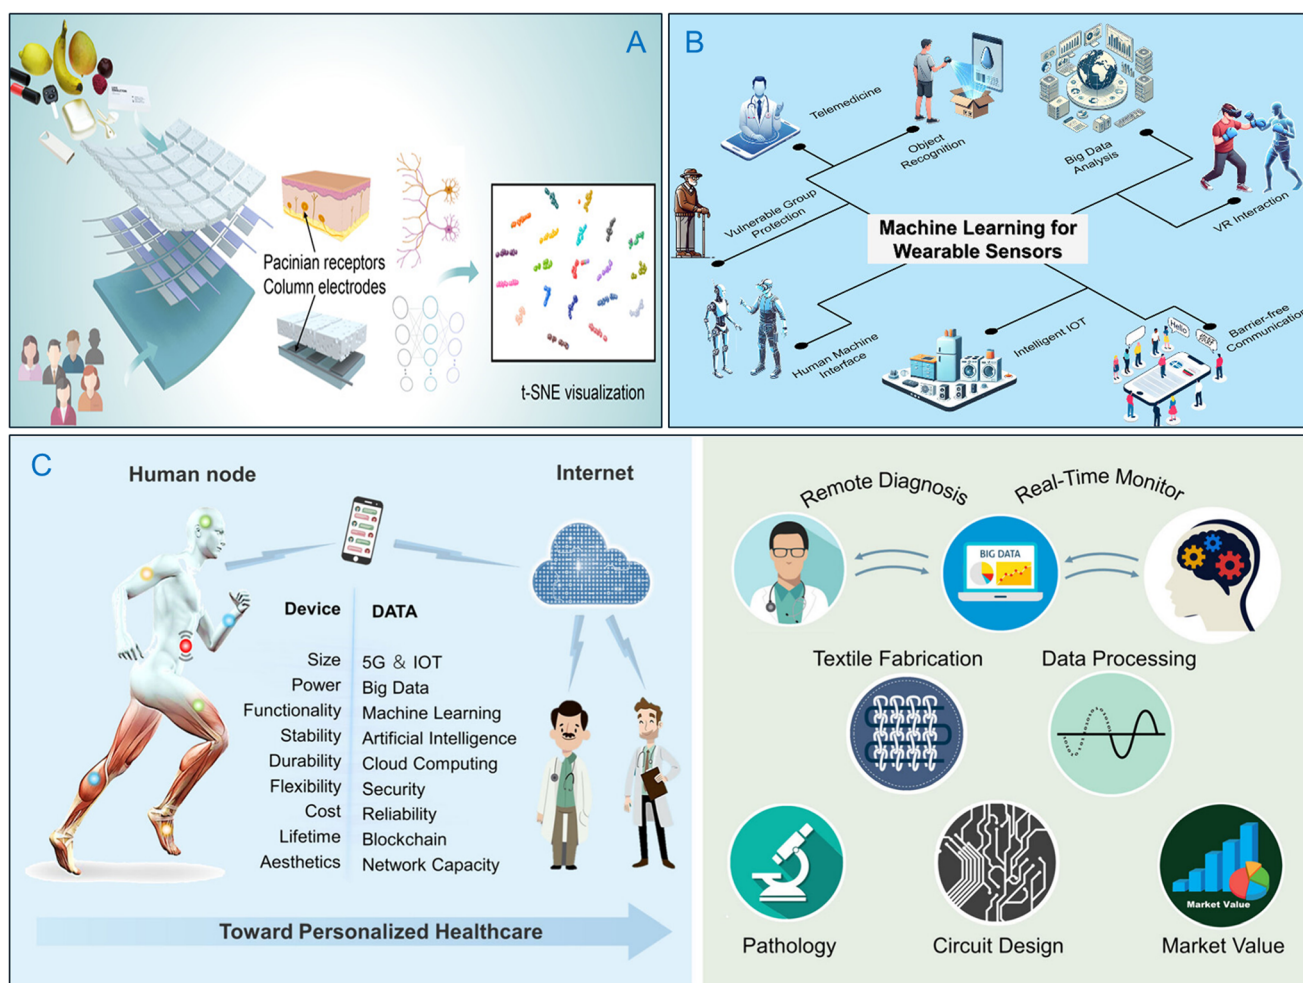 A
Pacinian receptors
Column electrodes
t-SNE visualization
B
Telemedicine
Object
Recognition
Big Data
Analysis
VR Interaction
Vulnerable Group
Protection
Machine Learning for
Wearable Sensors
Human Machine
Interface
Intelligent IOT
Hello
Barrier-free
Communication
C
Human node
Internet
Device
DATA
Size
5G & IOT
Power
Big Data
Functionality
Machine Learning
Stability
Artificial Intelligence
Durability
Cloud Computing
Flexibility
Security
Cost
Reliability
Lifetime
Blockchain
Aesthetics
Network Capacity
Toward Personalized Healthcare
Remote Diagnosis
Real-Time Monitor
BIG DATA
Textile Fabrication
Data Processing
Market Value
Pathology
Circuit Design
Market Value